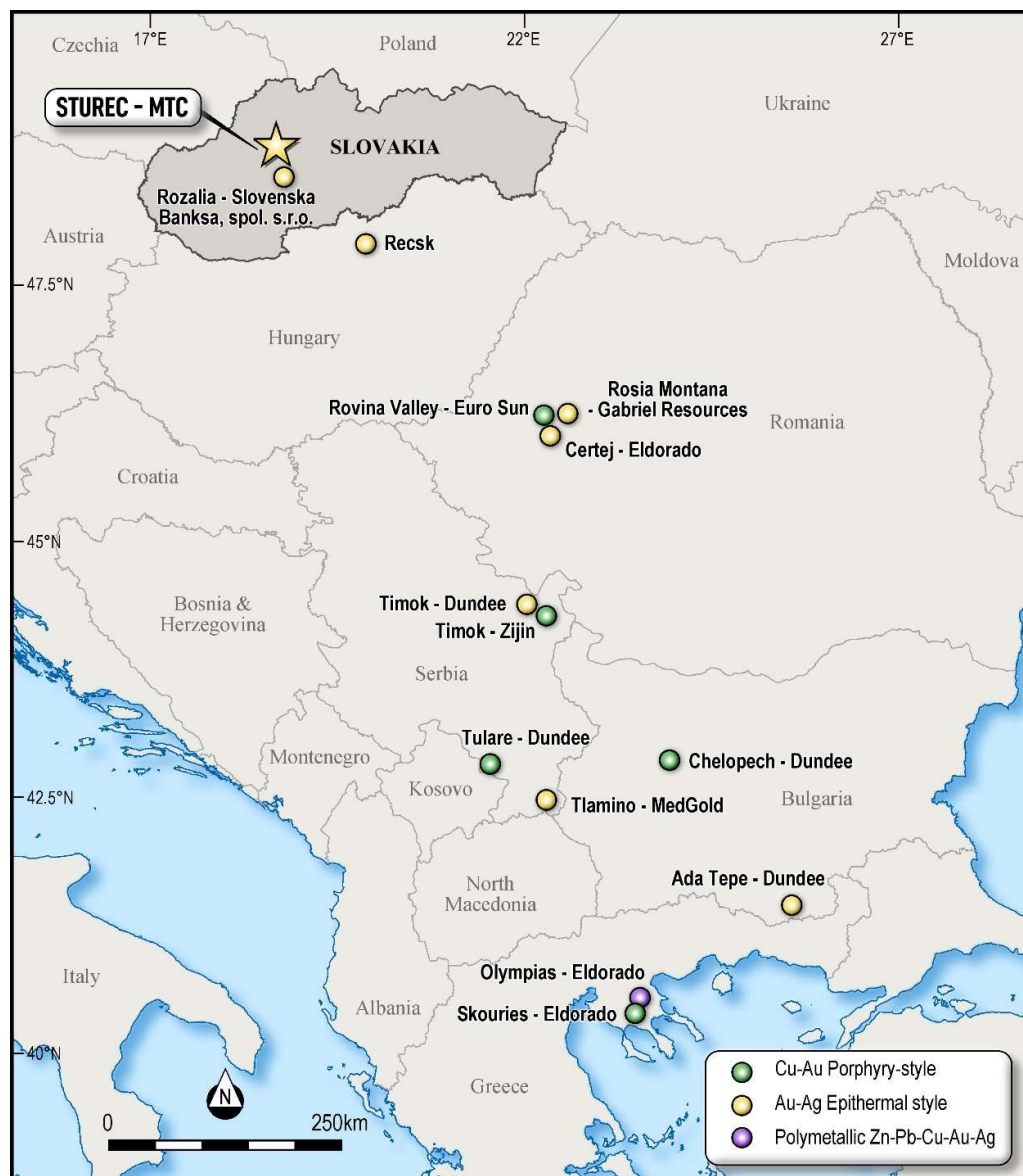 17°E
22°E
27°E
Czechia
Poland
Ukraine
STUREC - MTC
SLOVAKIA
Rozalia - Slovenska
Banksa, spol. s.r.o.
Austria
Recsk
Moldova
47.5°N
Hungary
Rosia Montana
- Gabriel Resources
Rovina Valley - Euro Sun
Certej - Eldorado
Romania
Croatia
45°N
Bosnia &
Herzegovina
Timok - Dundee
Timok - Zijin
Serbia
Tulare - Dundee
Montenegro
Chelopech - Dundee
Kosovo
42.5°N
Tlamino - MedGold
Bulgaria
Ada Tepe - Dundee
North
Macedonia
Italy
Olympias - Eldorado
Albania
Skouries - Eldorado
40°N
Greece
N
0
250km
Cu-Au Porphyry-style
Au-Ag Epithermal style
Polymetallic Zn-Pb-Cu-Au-Ag